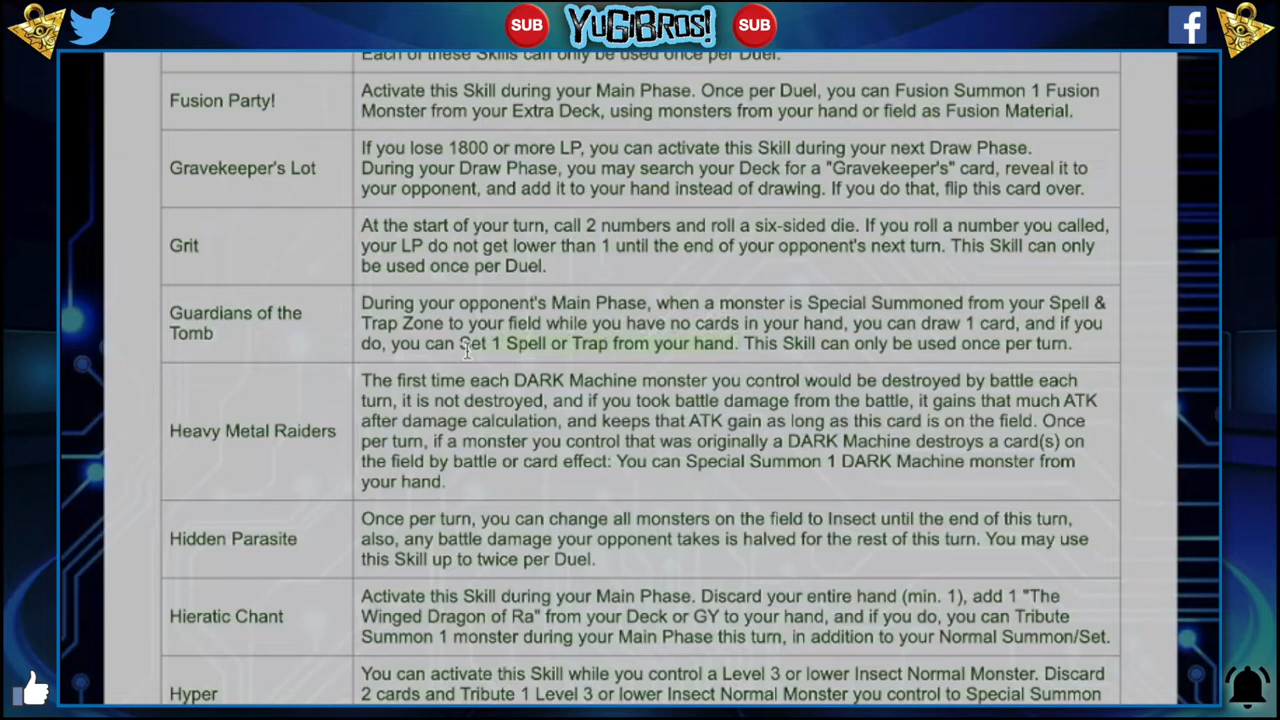 SUB
YUGIBROS!
SUB
Each of these Skills can only be used once per Duel.
Fusion Party!
Activate this Skill during your Main Phase. Once per Duel, you can Fusion Summon 1 Fusion
Monster from your Extra Deck, using monsters from your hand or field as Fusion Material.
Gravekeeper's Lot
If you lose 1800 or more LP, you can activate this Skill during your next Draw Phase.
During your Draw Phase, you may search your Deck for a "Gravekeeper's" card, reveal it to
your opponent, and add it to your hand instead of drawing. If you do that, flip this card over.
Grit
At the start of your turn, call 2 numbers and roll a six-sided die. If you roll a number you called,
your LP do not get lower than 1 until the end of your opponent's next turn. This Skill can only
be used once per Duel.
Guardians of the
Tomb
During your opponent's Main Phase, when a monster is Special Summoned from your Spell &
Trap Zone to your field while you have no cards in your hand, you can draw 1 card, and if you
do, you can Set 1 Spell or Trap from your hand. This Skill can only be used once per turn.
Heavy Metal Raiders
The first time each DARK Machine monster you control would be destroyed by battle each
turn, it is not destroyed, and if you took battle damage from the battle, it gains that much ATK
after damage calculation, and keeps that ATK gain as long as this card is on the field. Once
per turn, if a monster you control that was originally a DARK Machine destroys a card(s) on
the field by battle or card effect: You can Special Summon 1 DARK Machine monster from
your hand.
Hidden Parasite
Once per turn, you can change all monsters on the field to Insect until the end of this turn,
also, any battle damage your opponent takes is halved for the rest of this turn. You may use
this Skill up to twice per Duel.
Hieratic Chant
Activate this Skill during your Main Phase. Discard your entire hand (min. 1), add 1 "The
Winged Dragon of Ra" from your Deck or GY to your hand, and if you do, you can Tribute
Summon 1 monster during your Main Phase this turn, in addition to your Normal Summon/Set.
Hyper
You can activate this Skill while you control a Level 3 or lower Insect Normal Monster. Discard
2 cards and Tribute 1 Level 3 or lower Insect Normal Monster you control to Special Summon